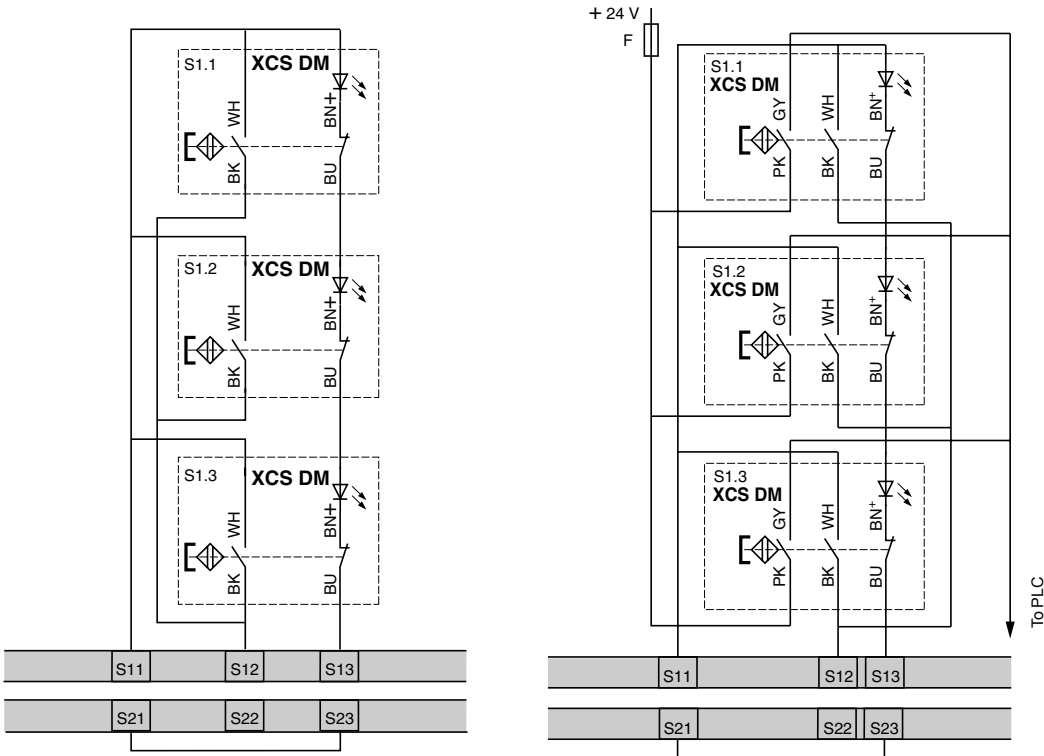 S1.1
XCS DM
WH
BN+
BK
BU
S1.2
XCS DM
WH
BN+
BK
BU
S1.3
XCS DM
WH
BN+
BK
BU
S11
S12
S13
S21
S22
S23
+ 24 V
F
S1.1
XCS DM
GY
WH
BN+
PK
BK
BU
S1.2
XCS DM
GY
WH
BN+
PK
BK
BU
S1.3
XCS DM
GY
WH
BN+
PK
BK
BU
To PLC
S11
S12
S13
S21
S22
S23